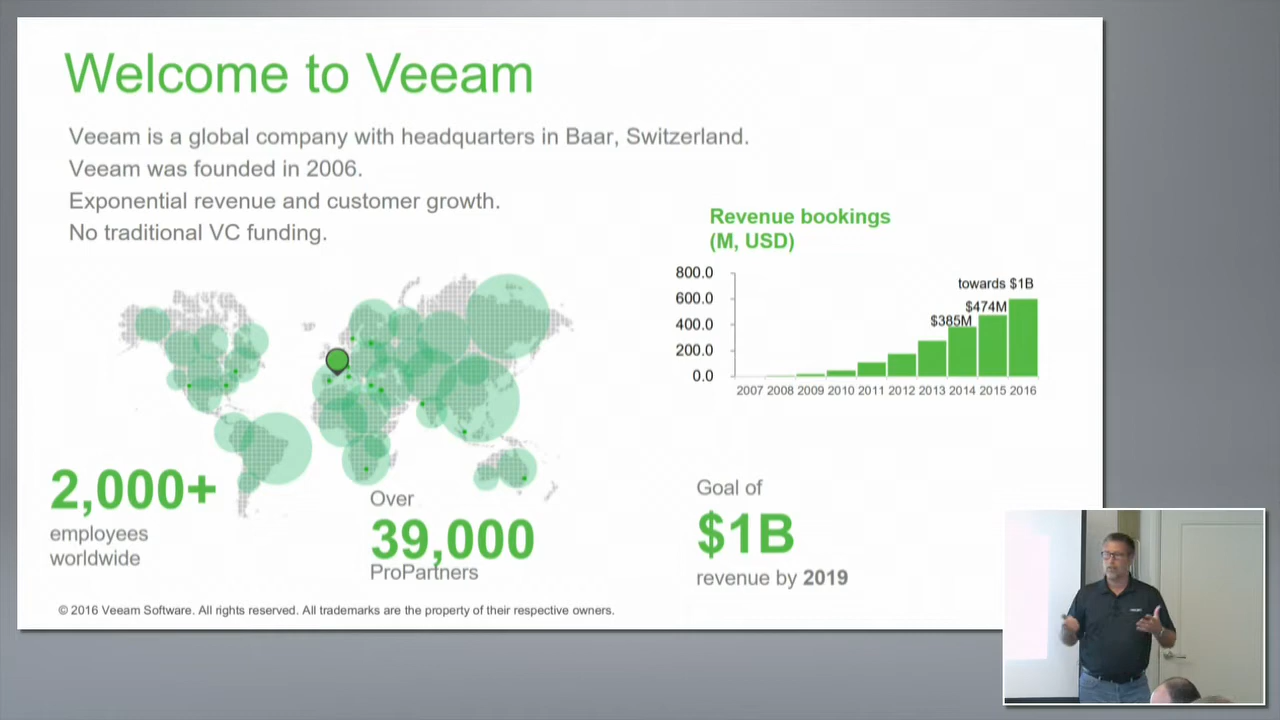 Welcome to Veeam
Veeam is a global company with headquarters in Baar, Switzerland.
Veeam was founded in 2006.
Exponential revenue and customer growth.
No traditional VC funding.
Revenue bookings
(M, USD)
800.0
600.0
400.0
200.0
0.0
towards $1B
$474M
$385M
2007 2008 2009 2010 2011 2012 2013 2014 2015 2016
2,000+
employees
worldwide
Over
39,000
ProPartners
Goal of
$1B
revenue by 2019
© 2016 Veeam Software. All rights reserved. All trademarks are the property of their respective owners.